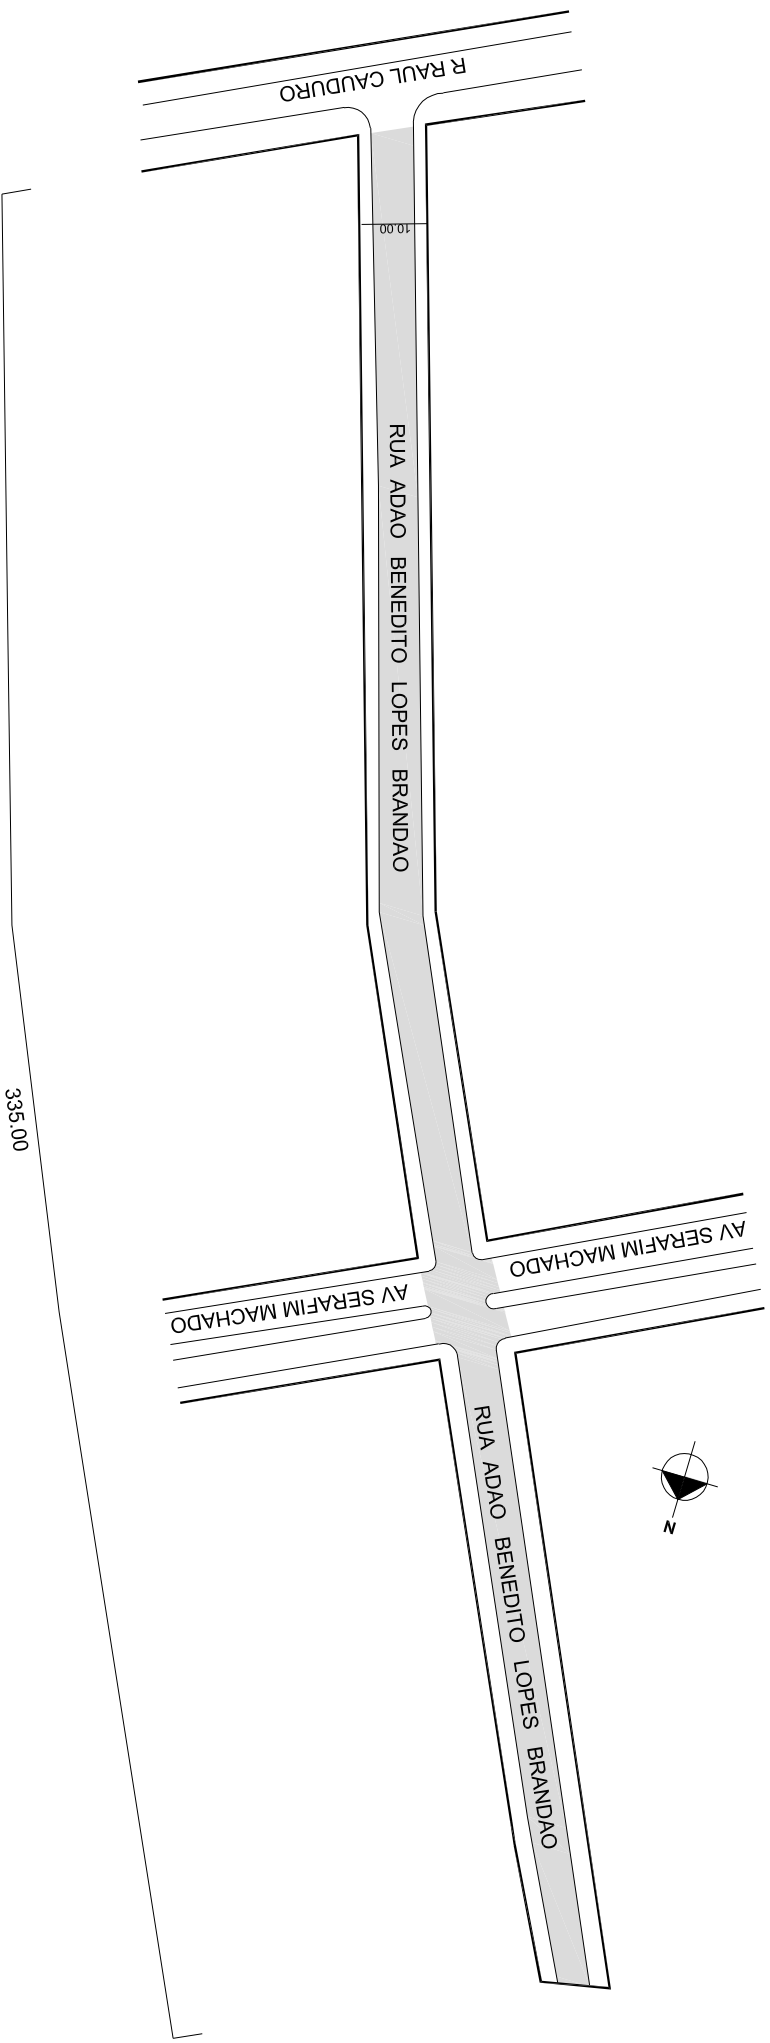 R RAUL CAUDURO
10.00
RUA ADAO BENEDITO LOPES BRANDAO
335.00
AV SERAFIM MACHADO
AV SERAFIM MACHADO
RUA ADAO BENEDITO LOPES BRANDAO
N